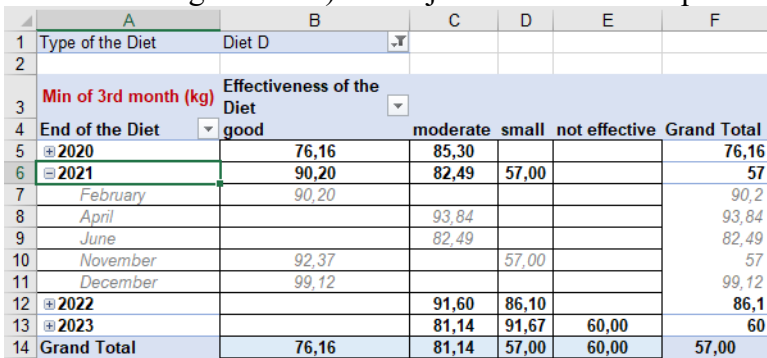 A B C D E F
1 Type of the Diet Diet D
2
3 Min of 3rd month (kg) Effectiveness of the Diet
4 End of the Diet good moderate small not effective Grand Total
5 2020 76,16 85,30 76,16
6 2021 90,20 82,49 57,00 57
7 February 90,20 90,2
8 April 93,84 93,84
9 June 82,49 82,49
10 November 92,37 57,00 57
11 December 99,12 99,12
12 2022 91,60 86,10 86,1
13 2023 81,14 91,67 60,00 60
14 Grand Total 76,16 81,14 57,00 60,00 57,00